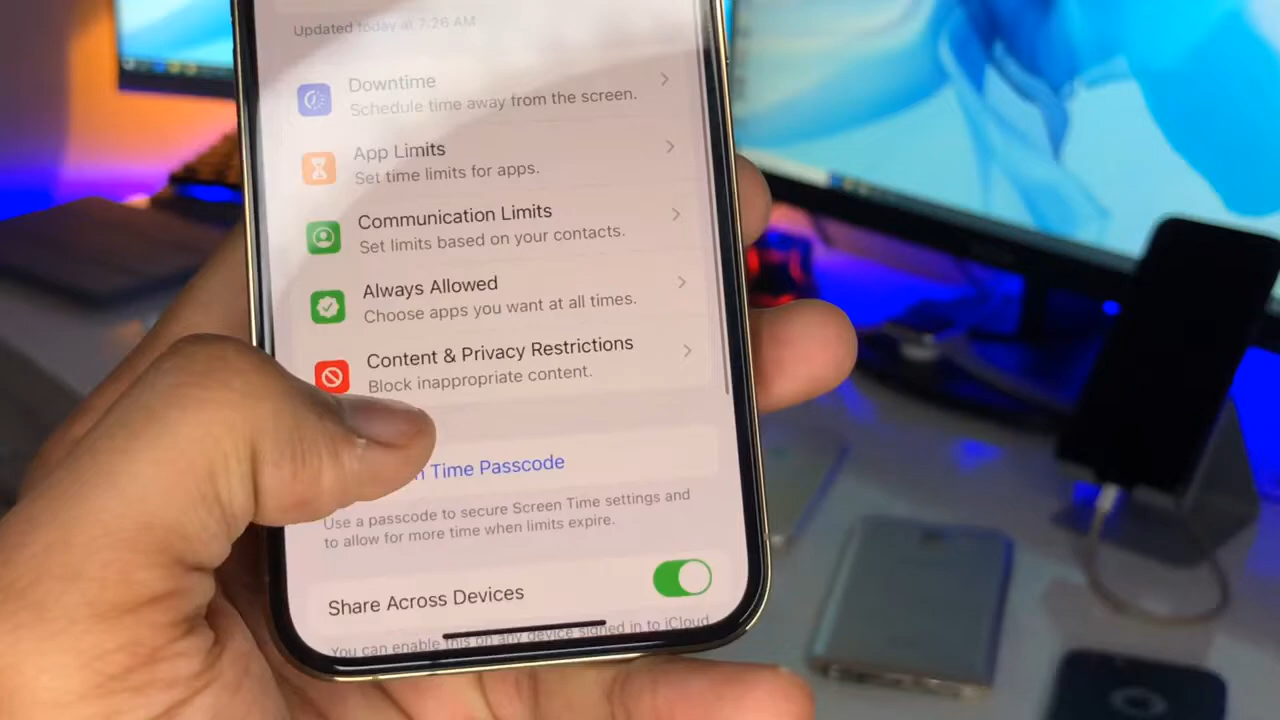 Updated today at 7:26 AM
Downtime
Schedule time away from the screen.
App Limits
Set time limits for apps.
Communication Limits
Set limits based on your contacts.
Always Allowed
Choose apps you want at all times.
Content & Privacy Restrictions
Block inappropriate content.
Time Passcode
Use a passcode to secure Screen Time settings and
to allow for more time when limits expire.
Share Across Devices
You can enable this on any device signed in to iCloud